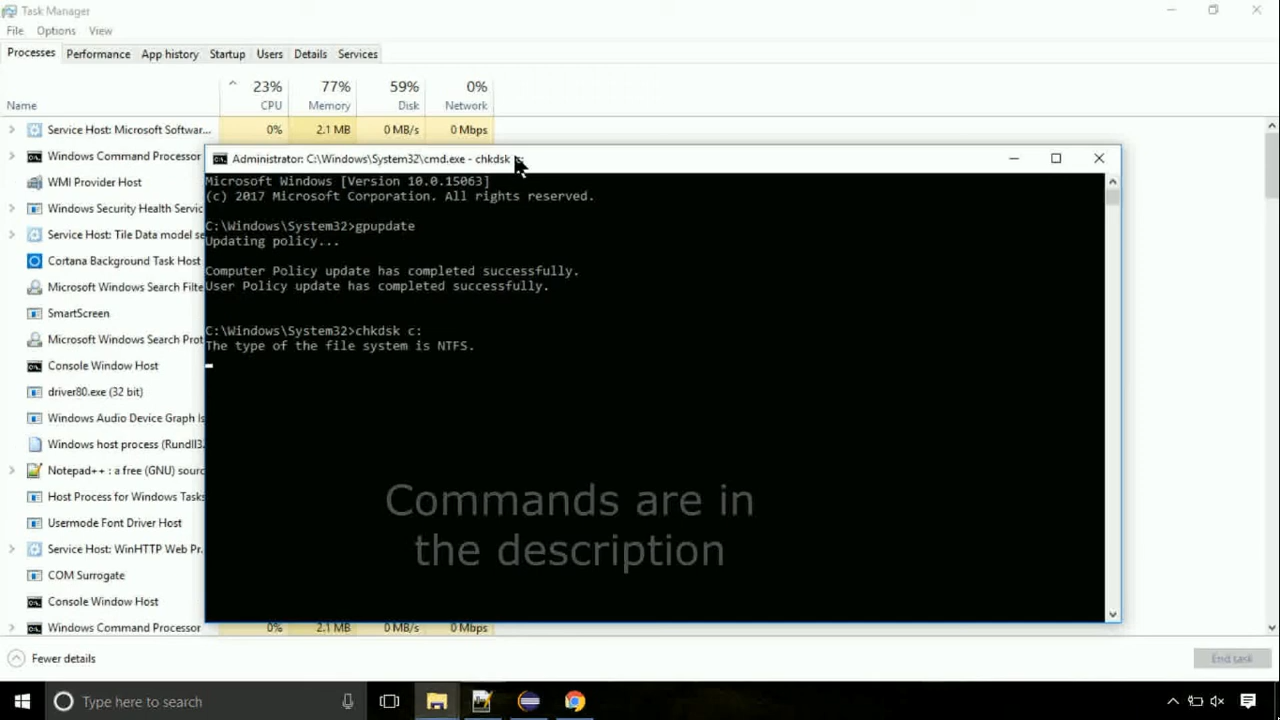 Task Manager
File Options View
Processes Performance App history Startup Users Details Services
23% 77% 59% 0%
Name CPU Memory Disk Network
Service Host: Microsoft Softwar... 0% 2.1 MB 0 MB/s 0 Mbps
Windows Command Processor
Administrator: C:\Windows\System32\cmd.exe - chkdsk
WMI Provider Host
Windows Security Health Servic
Service Host: Tile Data model se
Cortana Background Task Host
Microsoft Windows Search Filte
SmartScreen
Microsoft Windows Search Prot
Console Window Host
driver80.exe (32 bit)
Windows Audio Device Graph Is
Windows host process (Rundll3.
Notepad++ : a free (GNU) sourc
Host Process for Windows Tasks
Usermode Font Driver Host
Service Host: WinHTTP Web Pr.
COM Surrogate
Console Window Host
Windows Command Processor 0% 2.1 MB 0 MB/s 0 Mbps
Microsoft Windows [Version 10.0.15063]
(c) 2017 Microsoft Corporation. All rights reserved.
C:\Windows\System32>gpupdate
Updating policy...
Computer Policy update has completed successfully.
User Policy update has completed successfully.
C:\Windows\System32>chkdsk c:
The type of the file system is NTFS.
Commands are in
the description
Fewer details
End task
Type here to search